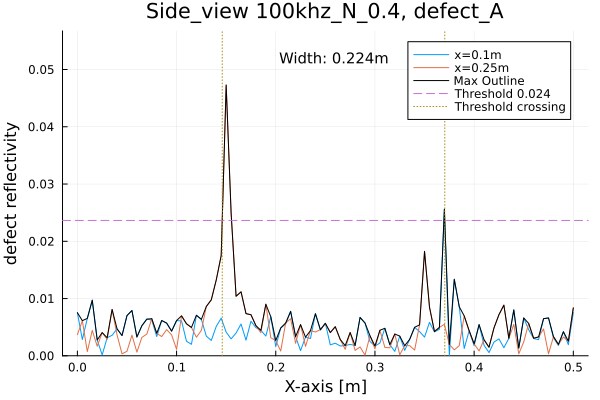 Side_view 100khz_N_0.4, defect_A
Width: 0.224m
x=0.1m
x=0.25m
Max Outline
Threshold 0.024
Threshold crossing
defect reflectivity
0.05
0.04
0.03
0.02
0.01
0.00
0.0 0.1 0.2 0.3 0.4 0.5
X-axis [m]